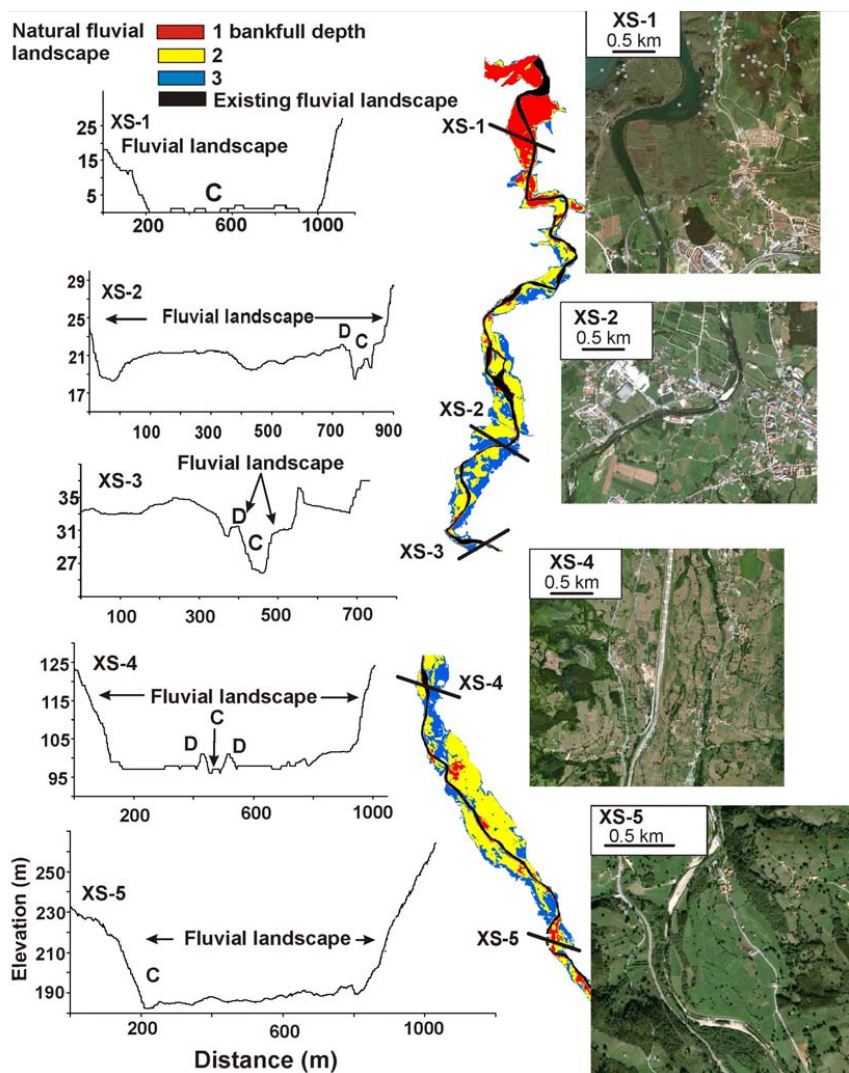 Natural fluvial
landscape
1 bankfull depth
2
3
Existing fluvial landscape
XS-1
Fluvial landscape
C
25
15
5
200
600
1000
XS-2
Fluvial landscape
D
C
29
25
21
17
100
300
500
700
900
Fluvial landscape
XS-3
D
C
35
31
27
100
300
500
700
XS-4
Fluvial landscape
C
D
D
125
115
105
95
200
600
1000
XS-5
Fluvial landscape
C
270
230
210
190
200
600
1000
Elevation (m)
Distance (m)
XS-1
XS-2
XS-3
XS-4
XS-5
XS-1
0.5 km
XS-2
0.5 km
XS-4
0.5 km
XS-5
0.5 km